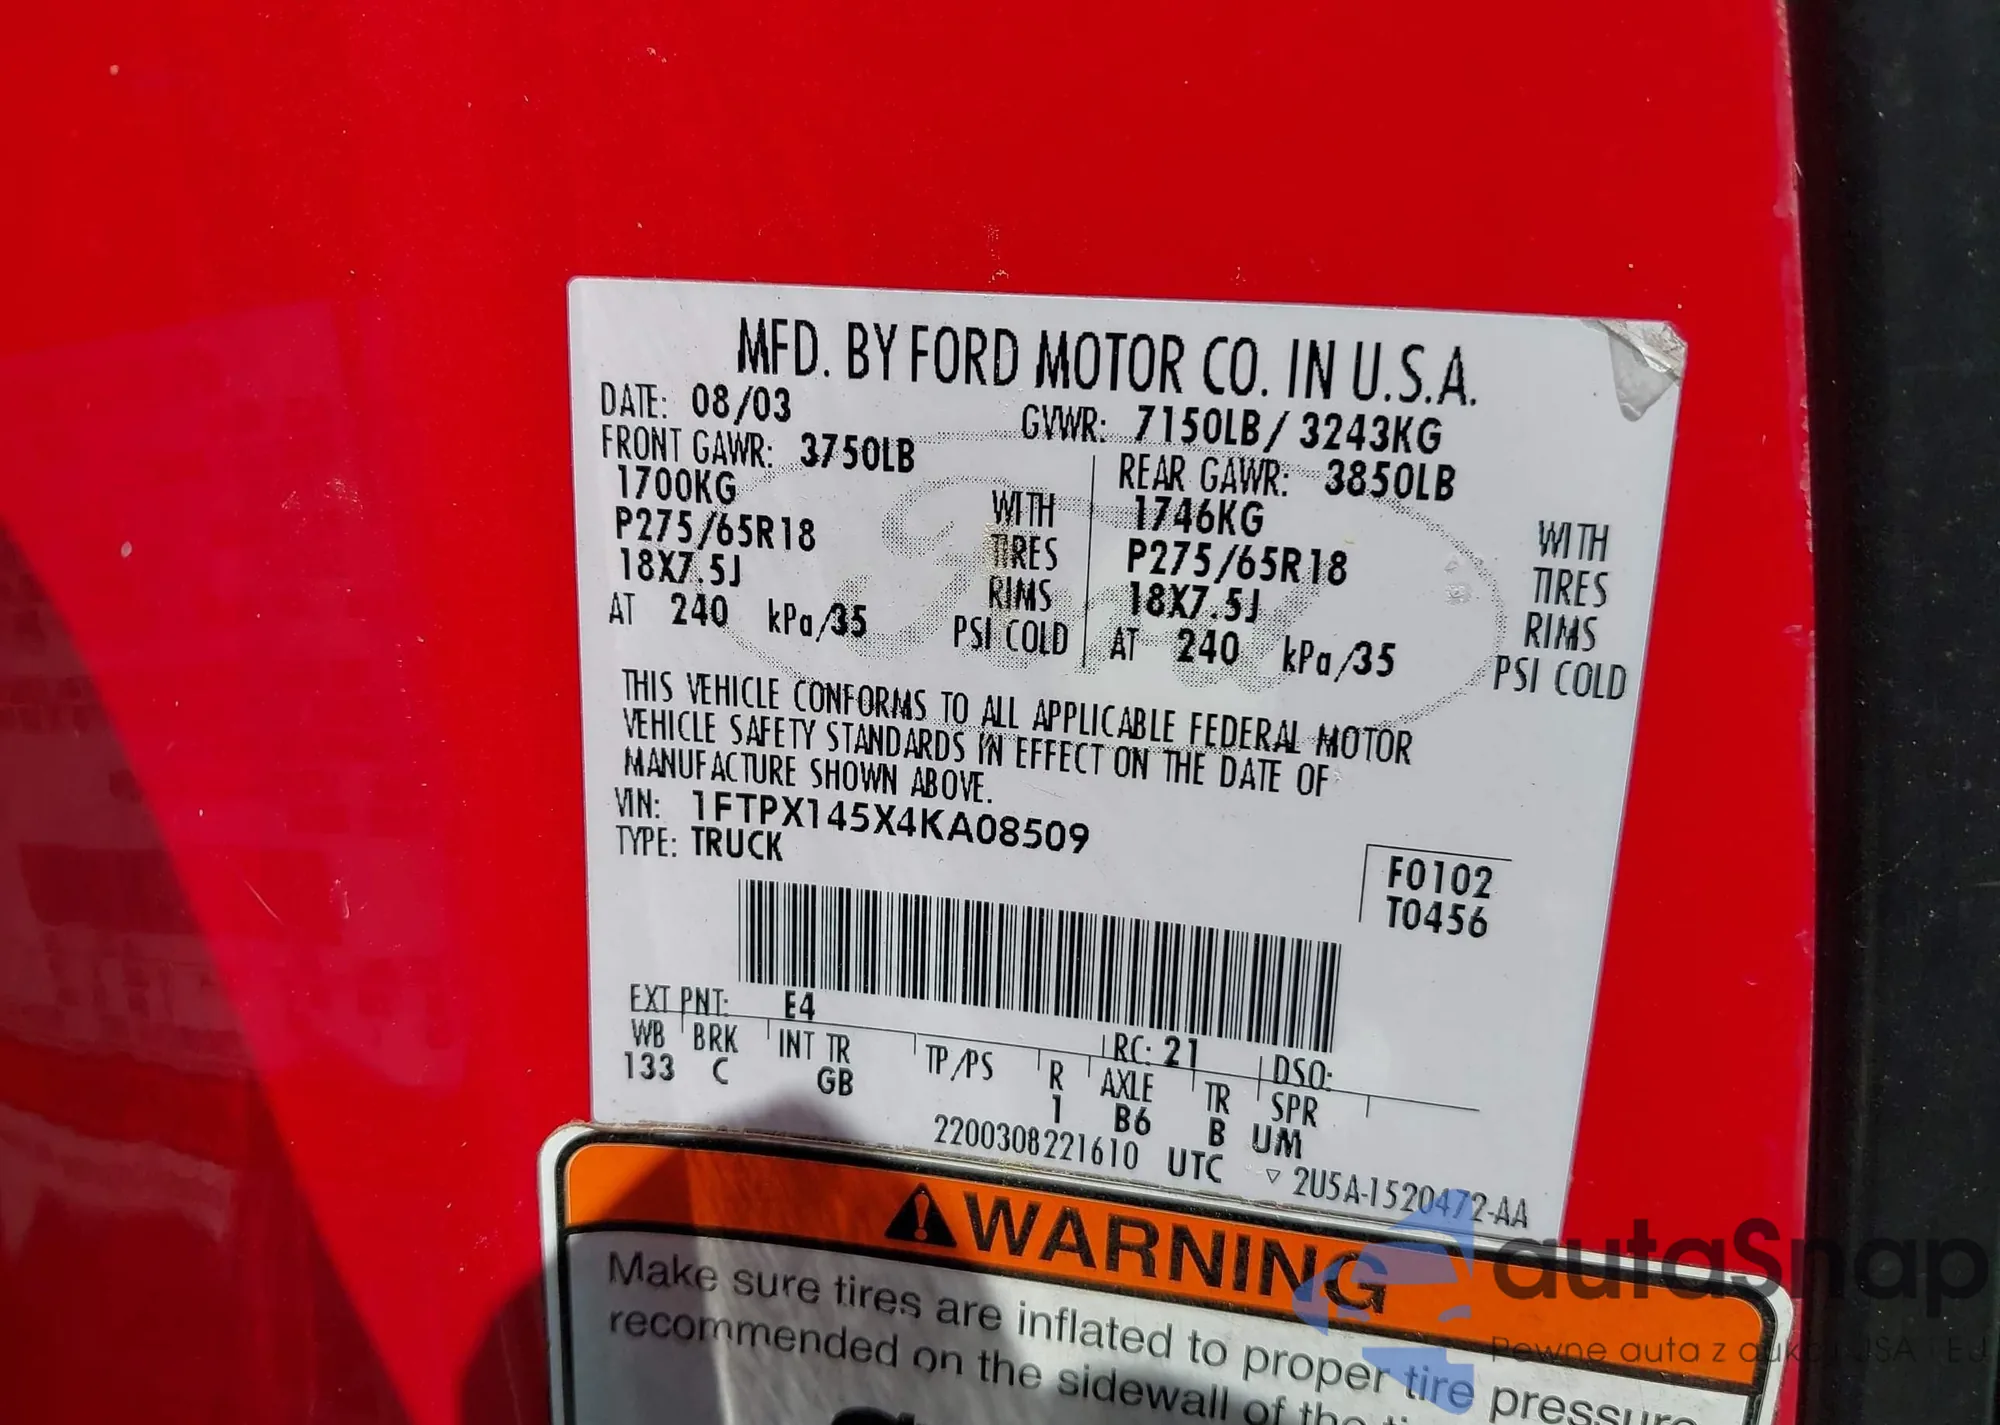 MFD. BY FORD MOTOR CO. IN U.S.A.
DATE: 08/03 GVWR: 7150LB/ 3243KG
FRONT GAWR: 3750LB REAR GAWR: 3850LB
1700KG WITH 1746KG WITH
P275/65R18 TIRES P275/65R18 TIRES
18X7.5J RIMS 18X7.5J RIMS
AT 240 kPa/35 PSI COLD AT 240 kPa/35 PSI COLD
THIS VEHICLE CONFORMS TO ALL APPLICABLE FEDERAL MOTOR
VEHICLE SAFETY STANDARDS IN EFFECT ON THE DATE OF
MANUFACTURE SHOWN ABOVE.
VIN: 1FTPX145X4KA08509
TYPE: TRUCK
F0102
T0456
EXT PNT: E4 RC: 21 DSO:
WB BRK INT TR TP/PS R AXLE TR SPR
133 C GB 1 B6 B UM
2200308221610 UTC ▿ 2U5A-1520472-AA
WARNING
Make sure tires are inflated to proper tire pressure
recommended on the sidewall of the
autoSnap
Pewne auta z